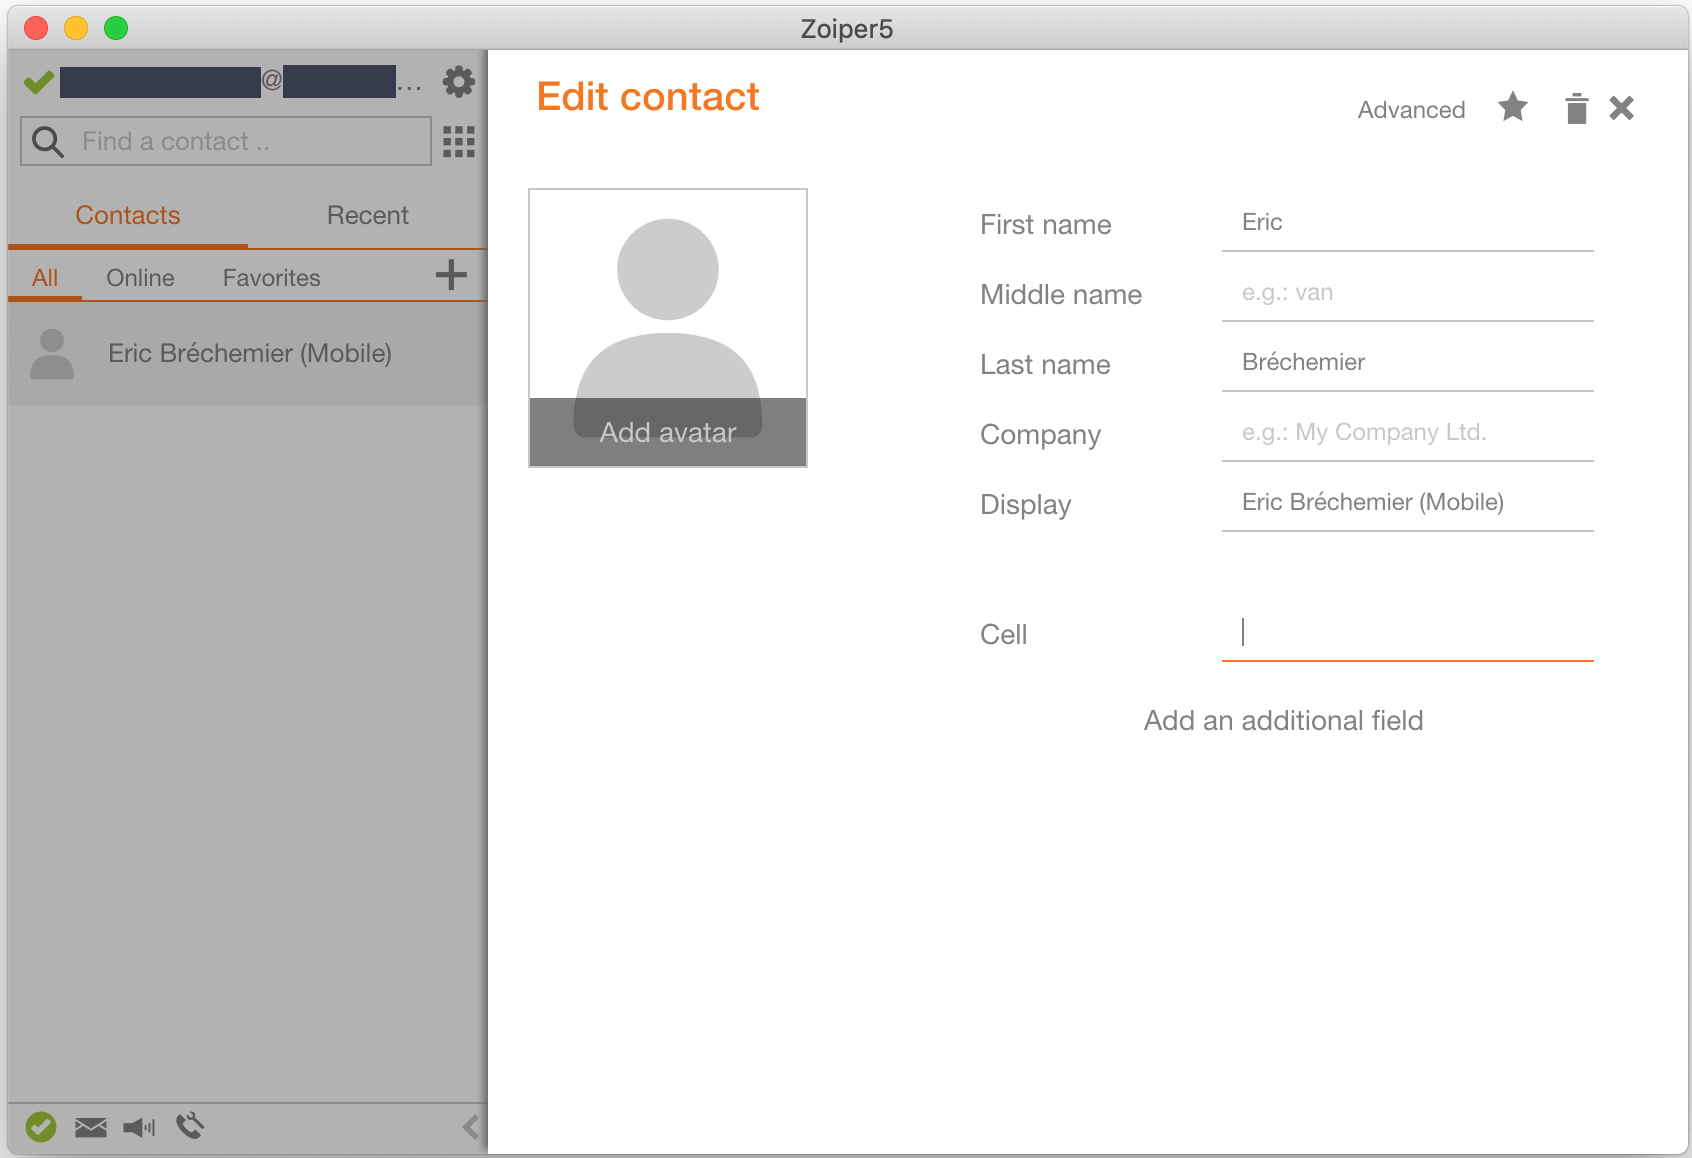 Zoiper5
@ ...
Find a contact ..
Contacts Recent
All Online Favorites
Eric Bréchemier (Mobile)
Edit contact
Advanced
Add avatar
First name Eric
Middle name e.g.: van
Last name Bréchemier
Company e.g.: My Company Ltd.
Display Eric Bréchemier (Mobile)
Cell
Add an additional field